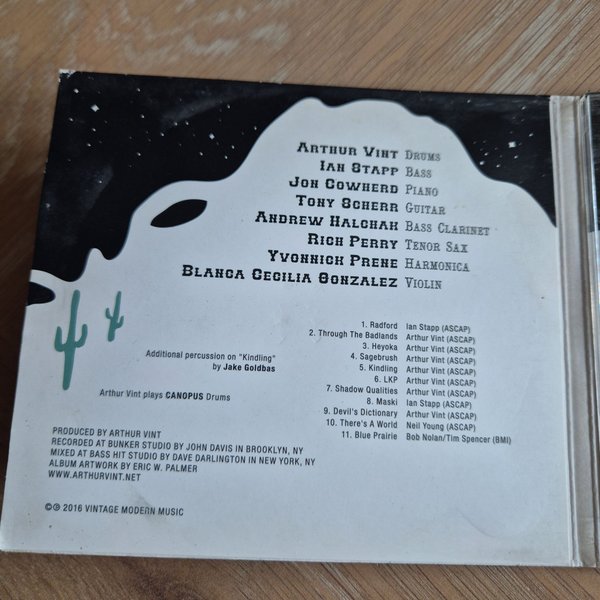 Arthur Vint Drums
Ian Stapp Bass
Jon Cowherd Piano
Tony Scherr Guitar
Andrew Halchak Bass Clarinet
Rich Perry Tenor Sax
Yvonnick Prene Harmonica
Blanca Cecilia Gonzalez Violin
1. Radford Ian Stapp (ASCAP)
2. Through The Badlands Arthur Vint (ASCAP)
3. Heyoka Arthur Vint (ASCAP)
4. Sagebrush Arthur Vint (ASCAP)
5. Kindling Arthur Vint (ASCAP)
6. LKP Arthur Vint (ASCAP)
7. Shadow Qualities Arthur Vint (ASCAP)
8. Maski Ian Stapp (ASCAP)
9. Devil's Dictionary Arthur Vint (ASCAP)
10. There's A World Neil Young (ASCAP)
11. Blue Prairie Bob Nolan/Tim Spencer (BMI)
Additional percussion on "Kindling"
by Jake Goldbas
Arthur Vint plays CANOPUS Drums
PRODUCED BY ARTHUR VINT
RECORDED AT BUNKER STUDIO BY JOHN DAVIS IN BROOKLYN, NY
MIXED AT BASS HIT STUDIO BY DAVE DARLINGTON IN NEW YORK, NY
ALBUM ARTWORK BY ERIC W. PALMER
WWW.ARTHURVINT.NET
©℗ 2016 VINTAGE MODERN MUSIC